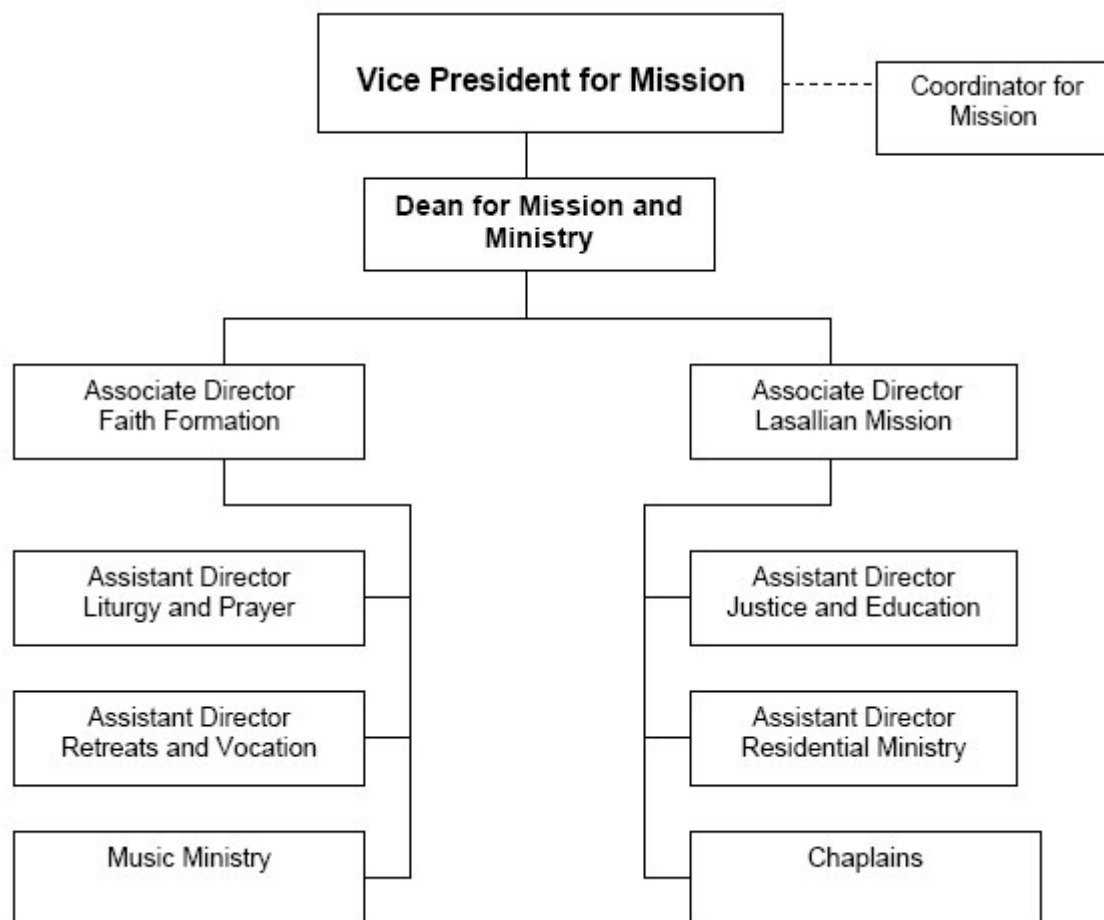 Vice President for Mission
Coordinator for
Mission
Dean for Mission and
Ministry
Associate Director
Faith Formation
Associate Director
Lasallian Mission
Assistant Director
Liturgy and Prayer
Assistant Director
Justice and Education
Assistant Director
Retreats and Vocation
Assistant Director
Residential Ministry
Music Ministry
Chaplains